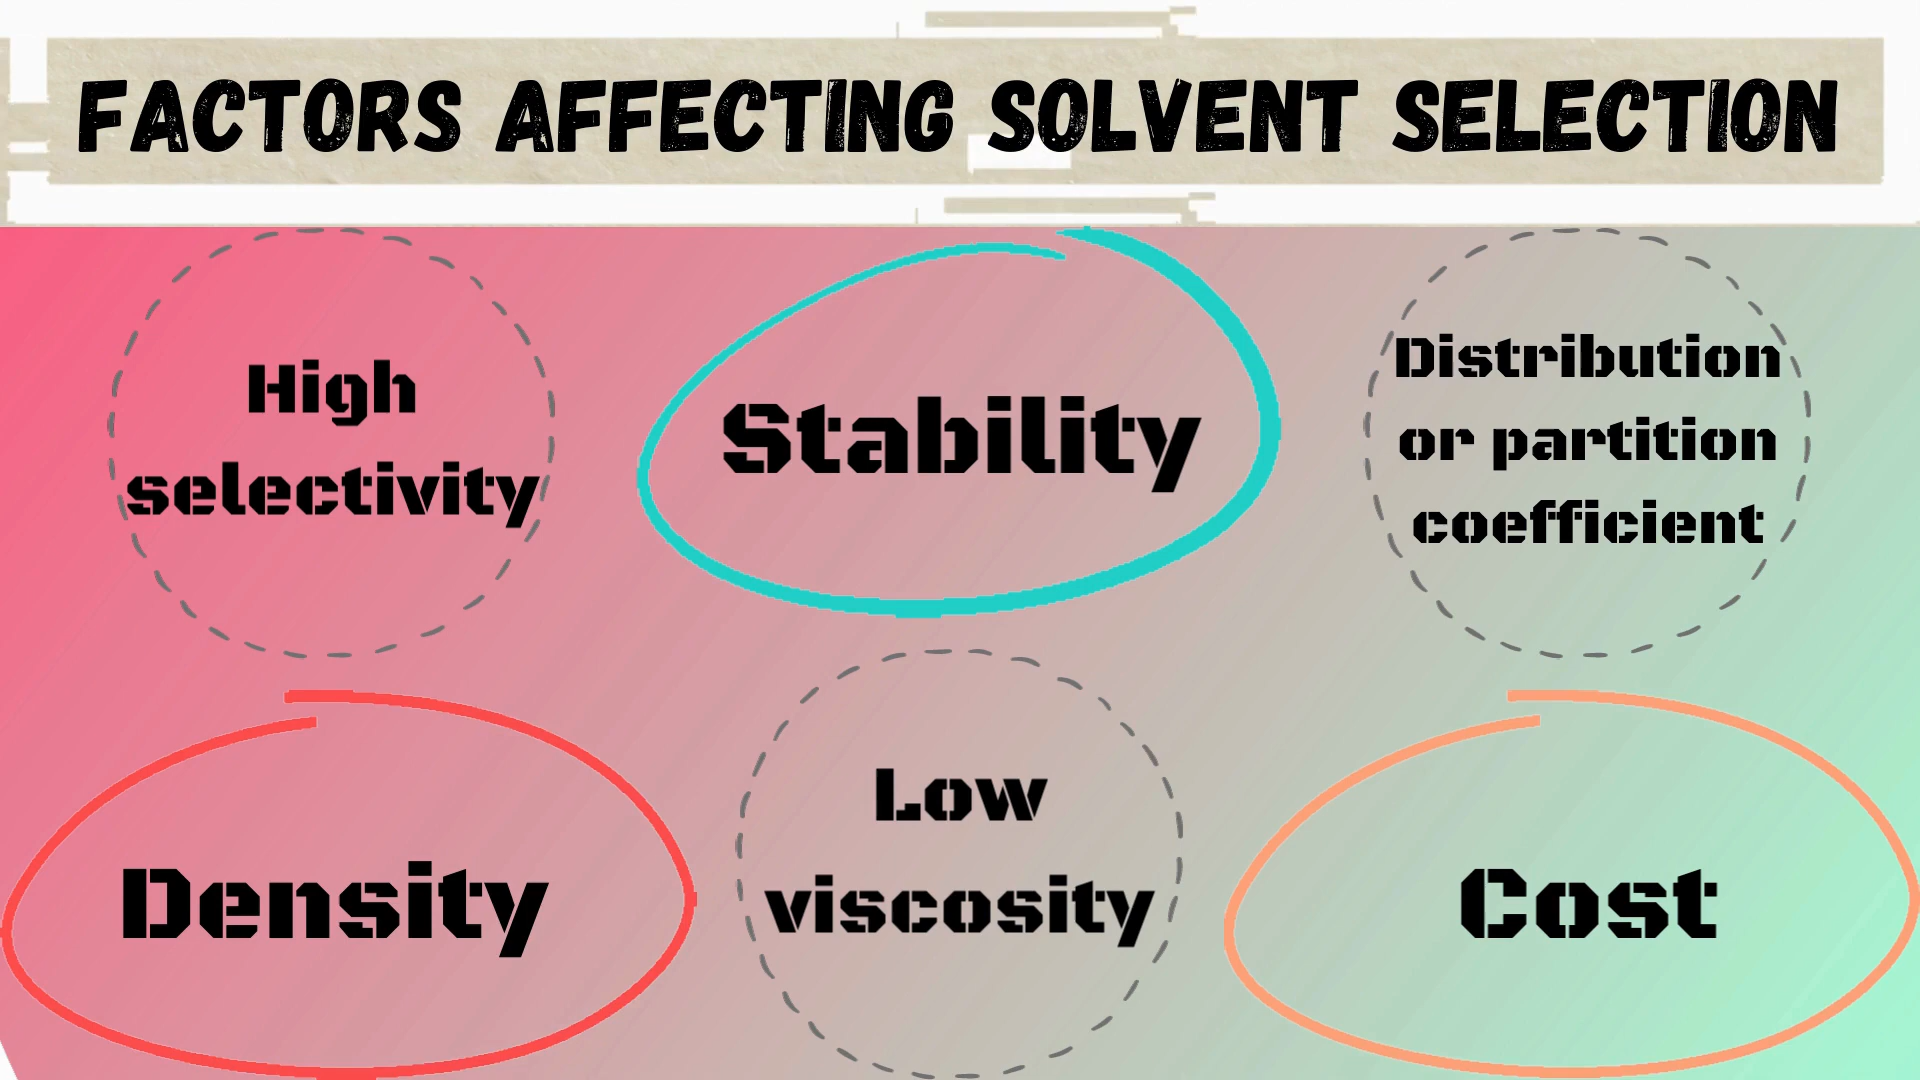 FACTORS AFFECTING SOLVENT SELECTION
High
selectivity
Stability
Distribution
or partition
coefficient
Density
Low
viscosity
Cost